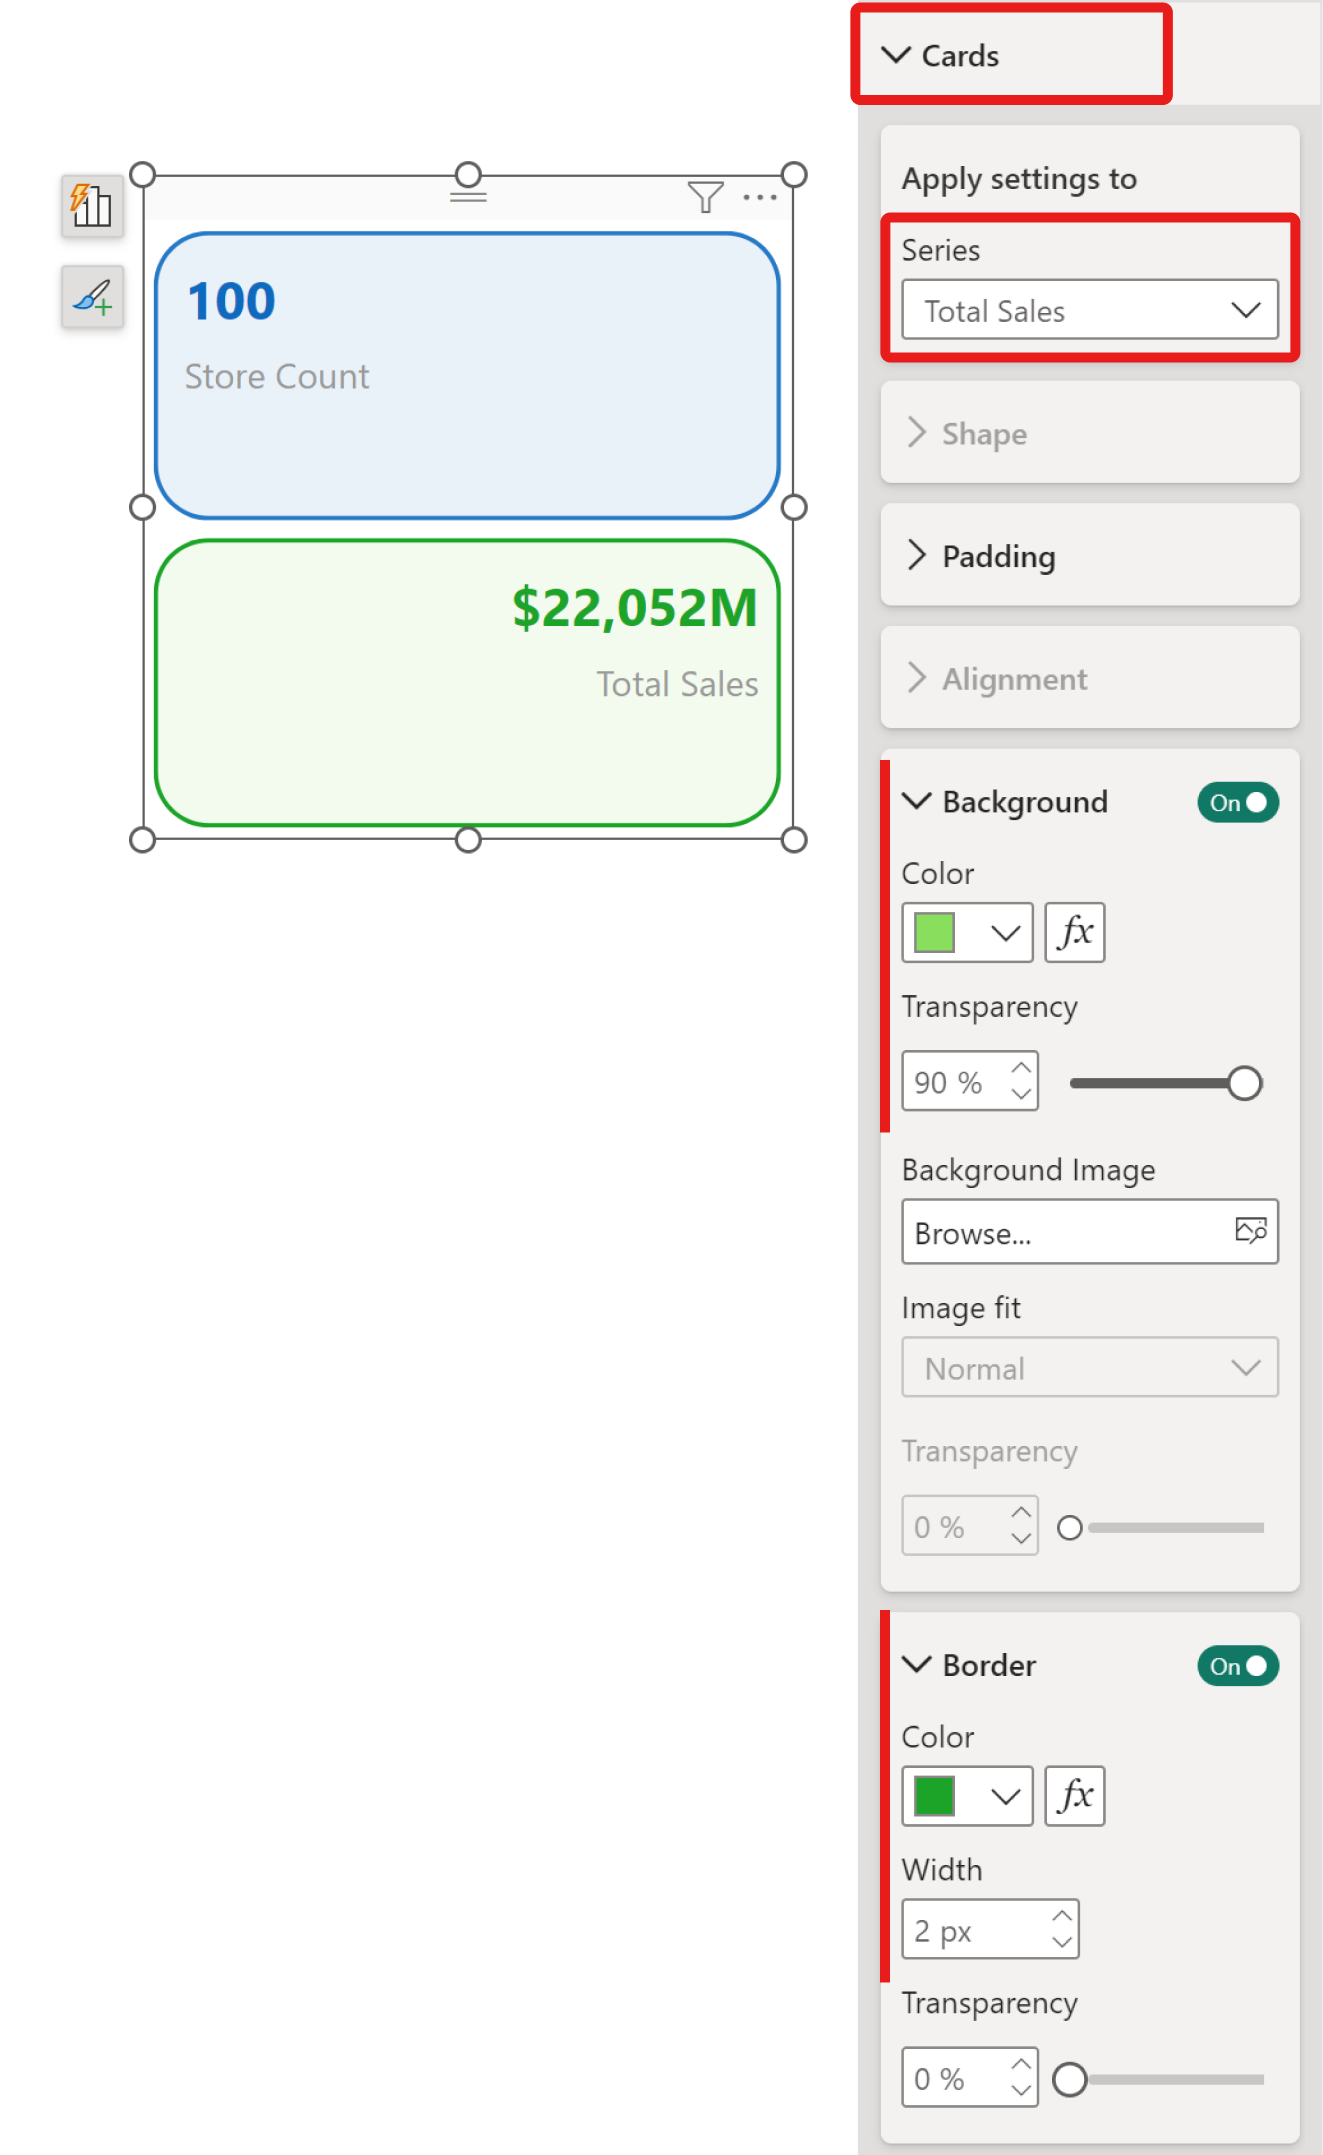 100
Store Count
$22,052M
Total Sales
Cards
Apply settings to
Series
Total Sales
Shape
Padding
Alignment
Background
On
Color
fx
Transparency
90 %
Background Image
Browse...
Image fit
Normal
Transparency
0 %
Border
On
Color
fx
Width
2 px
Transparency
0 %